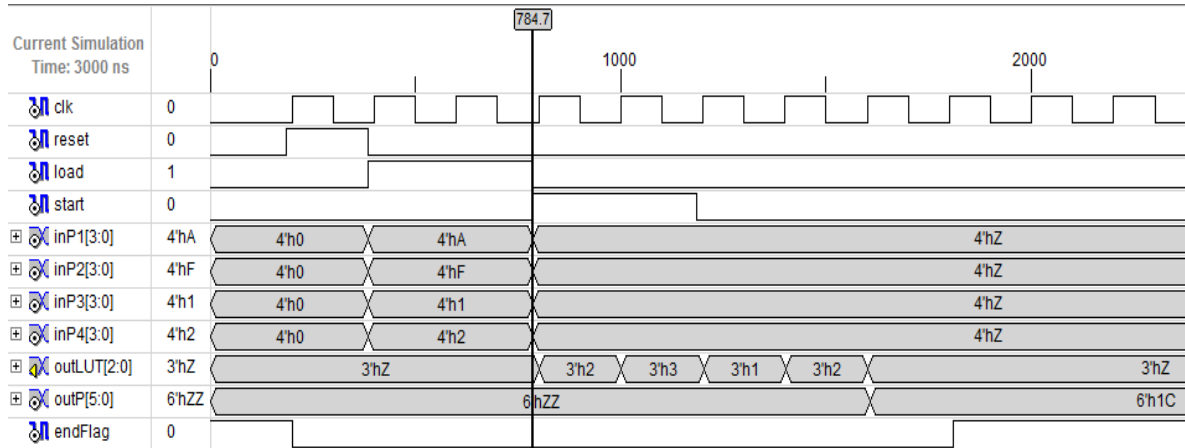 784.7
Current Simulation
Time: 3000 ns
0 1000 2000
clk 0
reset 0
load 1
start 0
inP1[3:0] 4'hA 4'h0 4'hA 4'hZ
inP2[3:0] 4'hF 4'h0 4'hF 4'hZ
inP3[3:0] 4'h1 4'h0 4'h1 4'hZ
inP4[3:0] 4'h2 4'h0 4'h2 4'hZ
outLUT[2:0] 3'hZ 3'hZ 3'h2 3'h3 3'h1 3'h2 3'hZ
outP[5:0] 6'hZZ 6'hZZ 6'h1C
endFlag 0